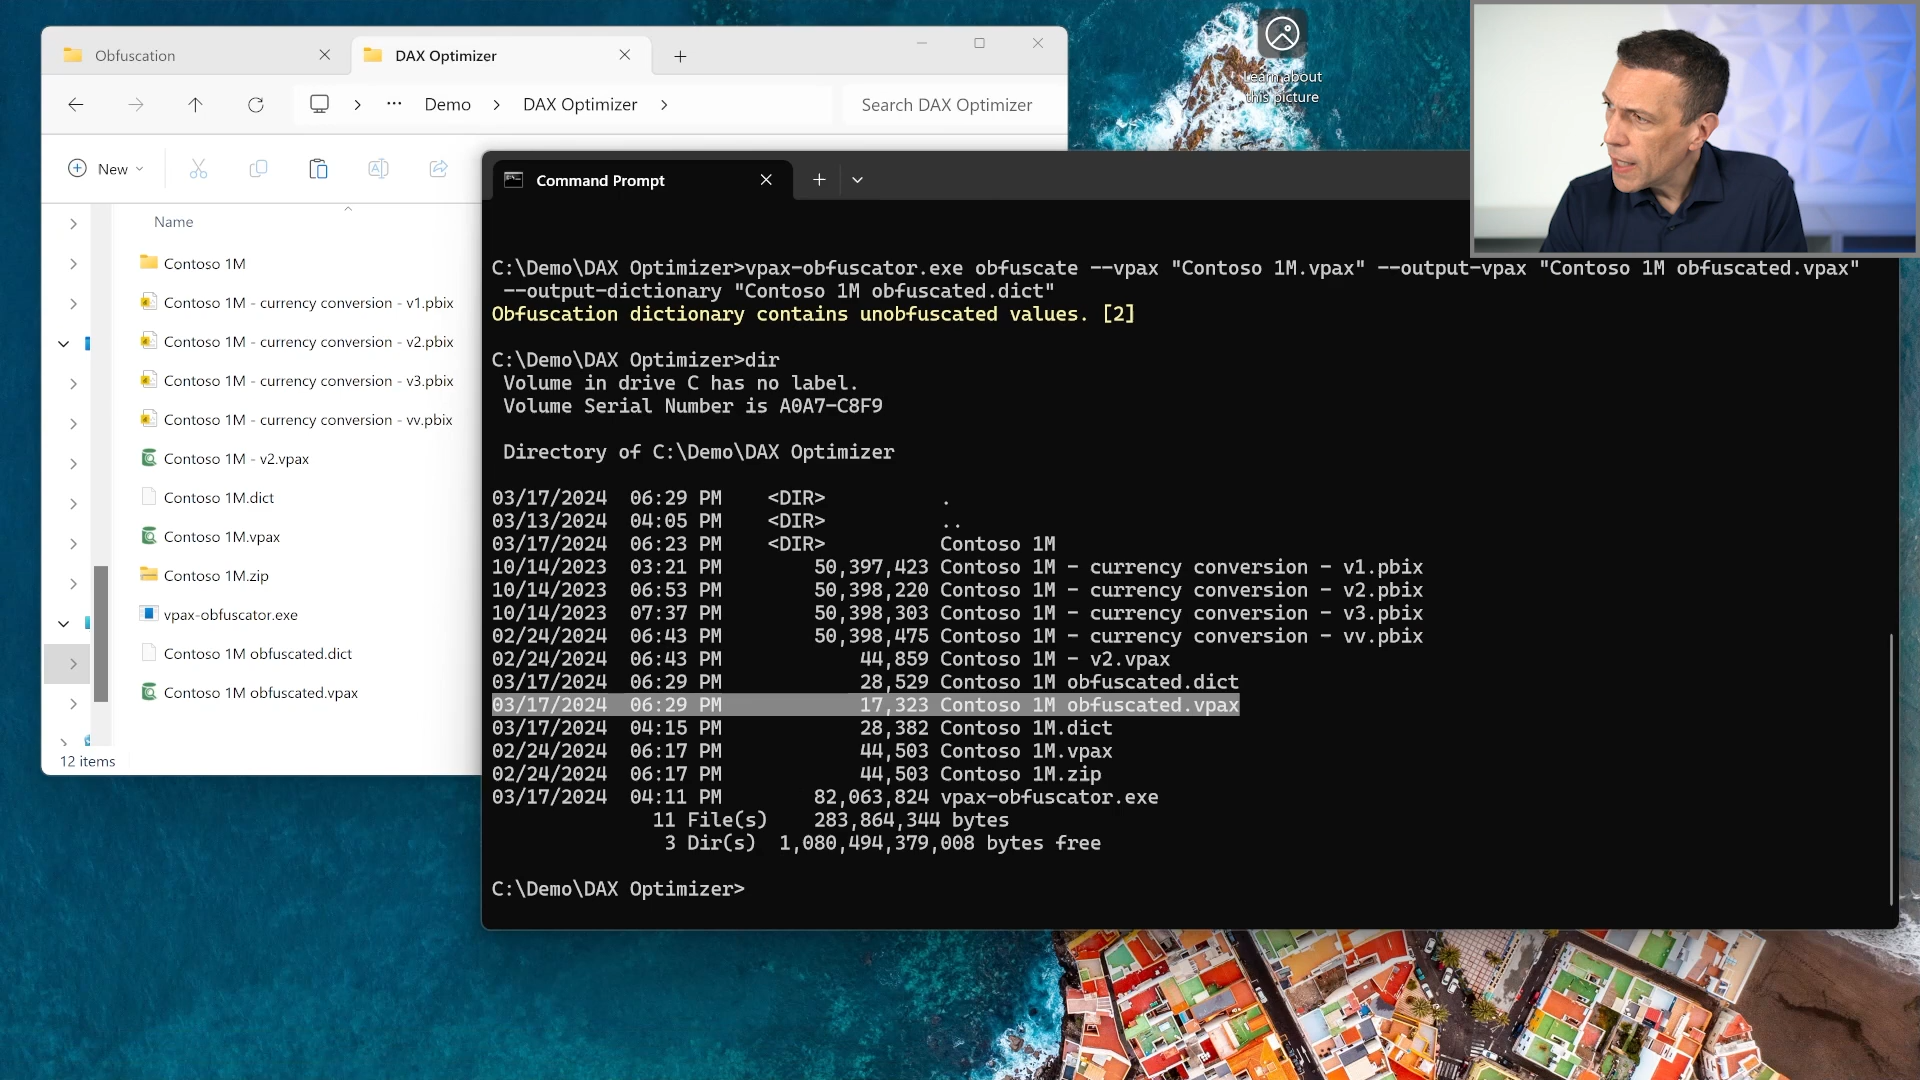 Obfuscation
DAX Optimizer
Demo
DAX Optimizer
Search DAX Optimizer
New
Name
Contoso 1M
Contoso 1M - currency conversion - v1.pbix
Contoso 1M - currency conversion - v2.pbix
Contoso 1M - currency conversion - v3.pbix
Contoso 1M - currency conversion - vv.pbix
Contoso 1M - v2.vpax
Contoso 1M.dict
Contoso 1M.vpax
Contoso 1M.zip
vpax-obfuscator.exe
Contoso 1M obfuscated.dict
Contoso 1M obfuscated.vpax
12 items
Learn about
this picture
Command Prompt
C:\Demo\DAX Optimizer>vpax-obfuscator.exe obfuscate --vpax "Contoso 1M.vpax" --output-vpax "Contoso 1M obfuscated.vpax"
--output-dictionary "Contoso 1M obfuscated.dict"
Obfuscation dictionary contains unobfuscated values. [2]
C:\Demo\DAX Optimizer>dir
Volume in drive C has no label.
Volume Serial Number is A0A7-C8F9
Directory of C:\Demo\DAX Optimizer
03/17/2024 06:29 PM <DIR> .
03/13/2024 04:05 PM <DIR> ..
03/17/2024 06:23 PM <DIR> Contoso 1M
10/14/2023 03:21 PM 50,397,423 Contoso 1M - currency conversion - v1.pbix
10/14/2023 06:53 PM 50,398,220 Contoso 1M - currency conversion - v2.pbix
10/14/2023 07:37 PM 50,398,303 Contoso 1M - currency conversion - v3.pbix
02/24/2024 06:43 PM 50,398,475 Contoso 1M - currency conversion - vv.pbix
02/24/2024 06:43 PM 44,859 Contoso 1M - v2.vpax
03/17/2024 06:29 PM 28,529 Contoso 1M obfuscated.dict
03/17/2024 06:29 PM 17,323 Contoso 1M obfuscated.vpax
03/17/2024 04:15 PM 28,382 Contoso 1M.dict
02/24/2024 06:17 PM 44,503 Contoso 1M.vpax
02/24/2024 06:17 PM 44,503 Contoso 1M.zip
03/17/2024 04:11 PM 82,063,824 vpax-obfuscator.exe
11 File(s) 283,864,344 bytes
3 Dir(s) 1,080,494,379,008 bytes free
C:\Demo\DAX Optimizer>